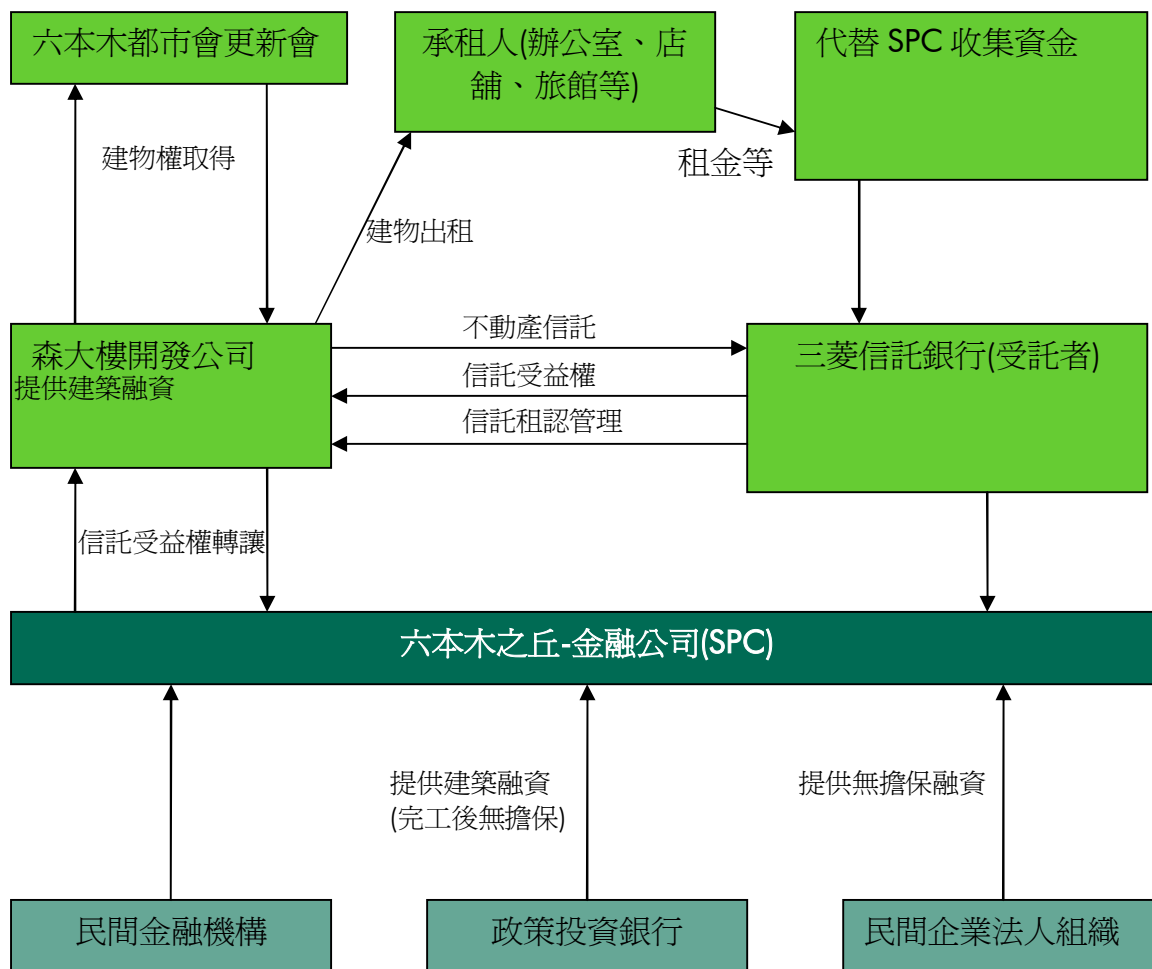 六本木都市會更新會
承租人(辦公室、店
舖、旅館等)
代替 SPC 收集資金
建物權取得
租金等
建物出租
森大樓開發公司
提供建築融資
不動產信託
信託受益權
信託租認管理
三菱信託銀行(受託者)
信託受益權轉讓
六本木之丘-金融公司(SPC)
提供建築融資
(完工後無擔保)
提供無擔保融資
民間金融機構
政策投資銀行
民間企業法人組織